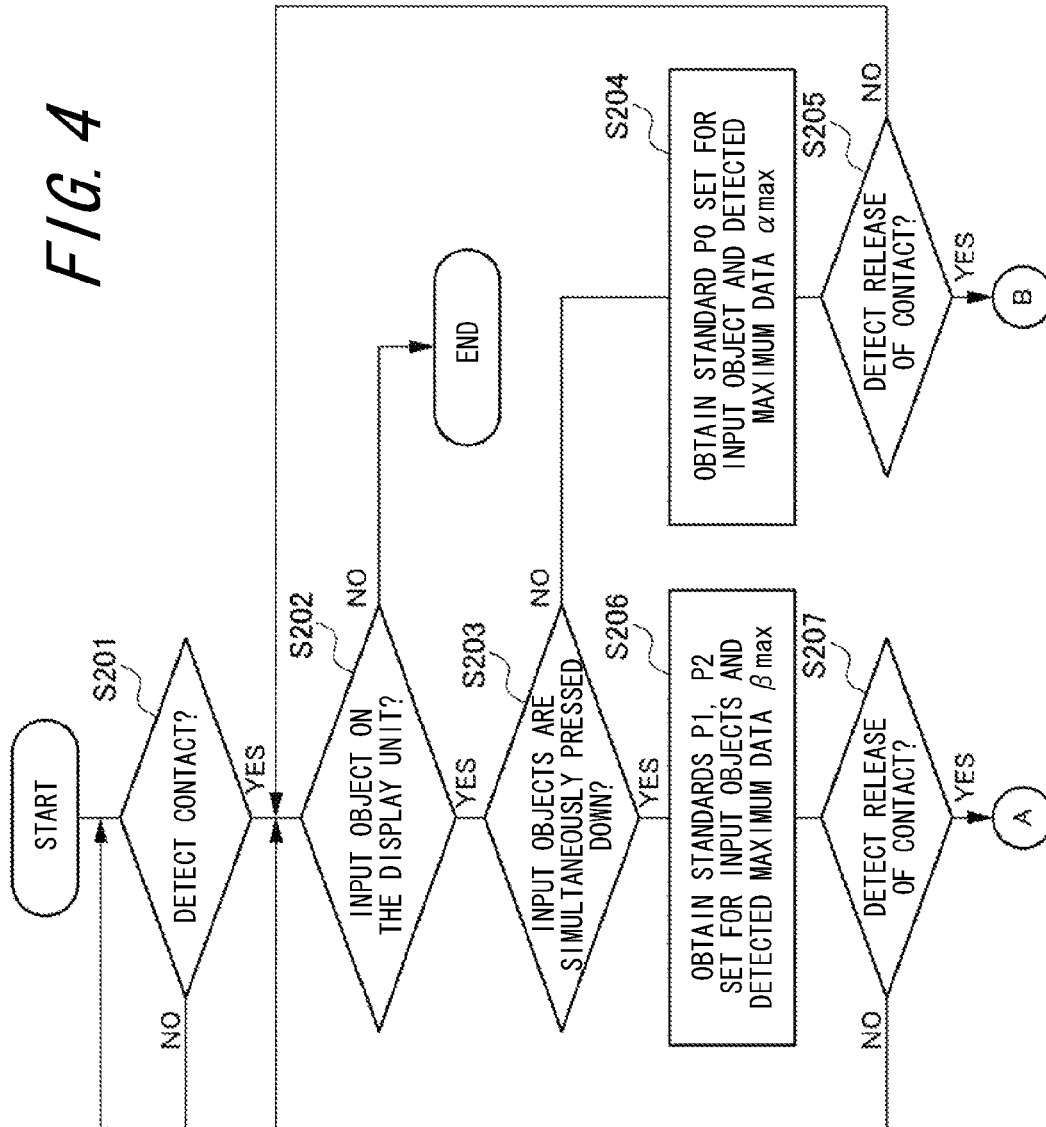 FIG. 4
START
S201
DETECT CONTACT?
NO
YES
S202
INPUT OBJECT ON
THE DISPLAY UNIT?
NO
YES
END
S203
INPUT OBJECTS ARE
SIMULTANEOUSLY PRESSED
DOWN?
NO
YES
S204
OBTAIN STANDARD P0 SET FOR
INPUT OBJECT AND DETECTED
MAXIMUM DATA αmax
S205
DETECT RELEASE
OF CONTACT?
NO
YES
B
S206
OBTAIN STANDARDS P1, P2
SET FOR INPUT OBJECTS AND
DETECTED MAXIMUM DATA βmax
S207
DETECT RELEASE
OF CONTACT?
NO
YES
A